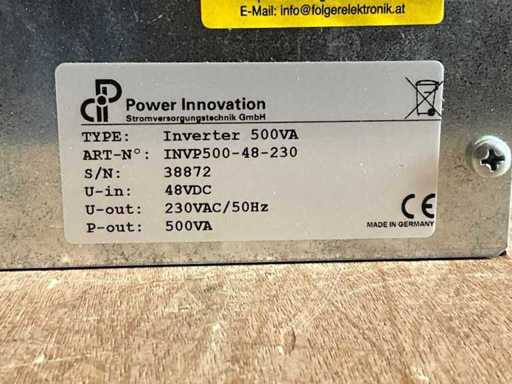 E-Mail: info@folgerelektronik.at
Power Innovation
Stromversorgungstechnik GmbH
TYPE: Inverter 500VA
ART-N°: INVP500-48-230
S/N: 38872
U-in: 48VDC
U-out: 230VAC/50Hz
P-out: 500VA
CE
MADE IN GERMANY